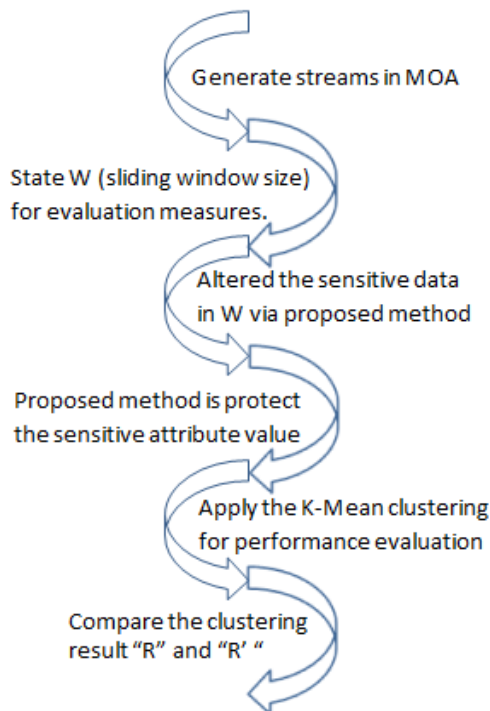 Generate streams in MOA
State W (sliding window size)
for evaluation measures.
Altered the sensitive data
in W via proposed method
Proposed method is protect
the sensitive attribute value
Apply the K-Mean clustering
for performance evaluation
Compare the clustering
result “R” and “R’ “